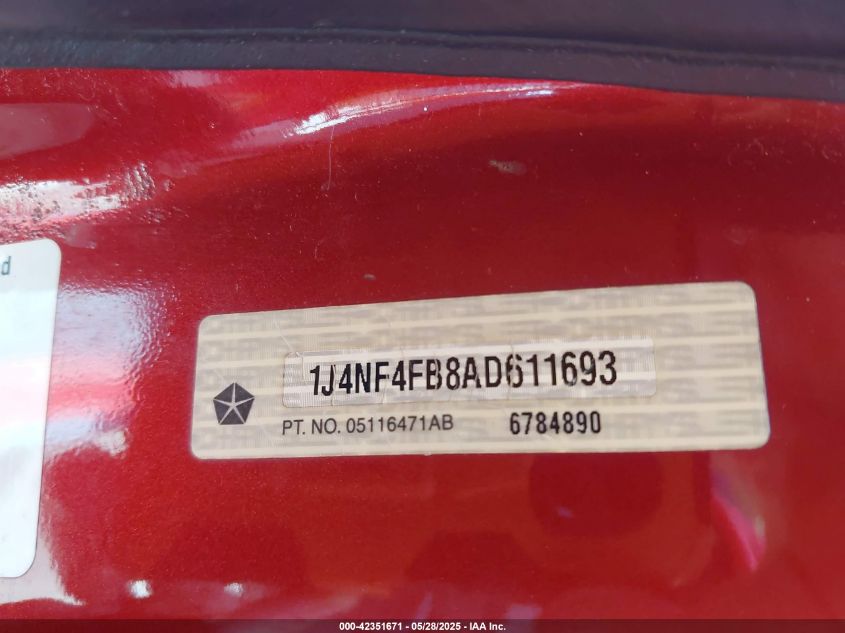 d
1J4NF4FB8AD611693
PT. NO. 05116471AB 6784890
000-42351671 | 05/28/2025 - IAA Inc.